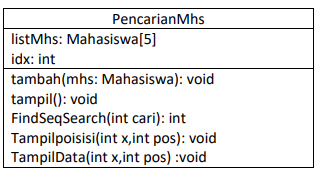 PencarianMhs
listMhs: Mahasiswa[5]
idx: int
tambah(mhs: Mahasiswa): void
tampil(): void
FindSeqSearch(int cari): int
Tampilpoisisi(int x,int pos): void
TampilData(int x,int pos) :void